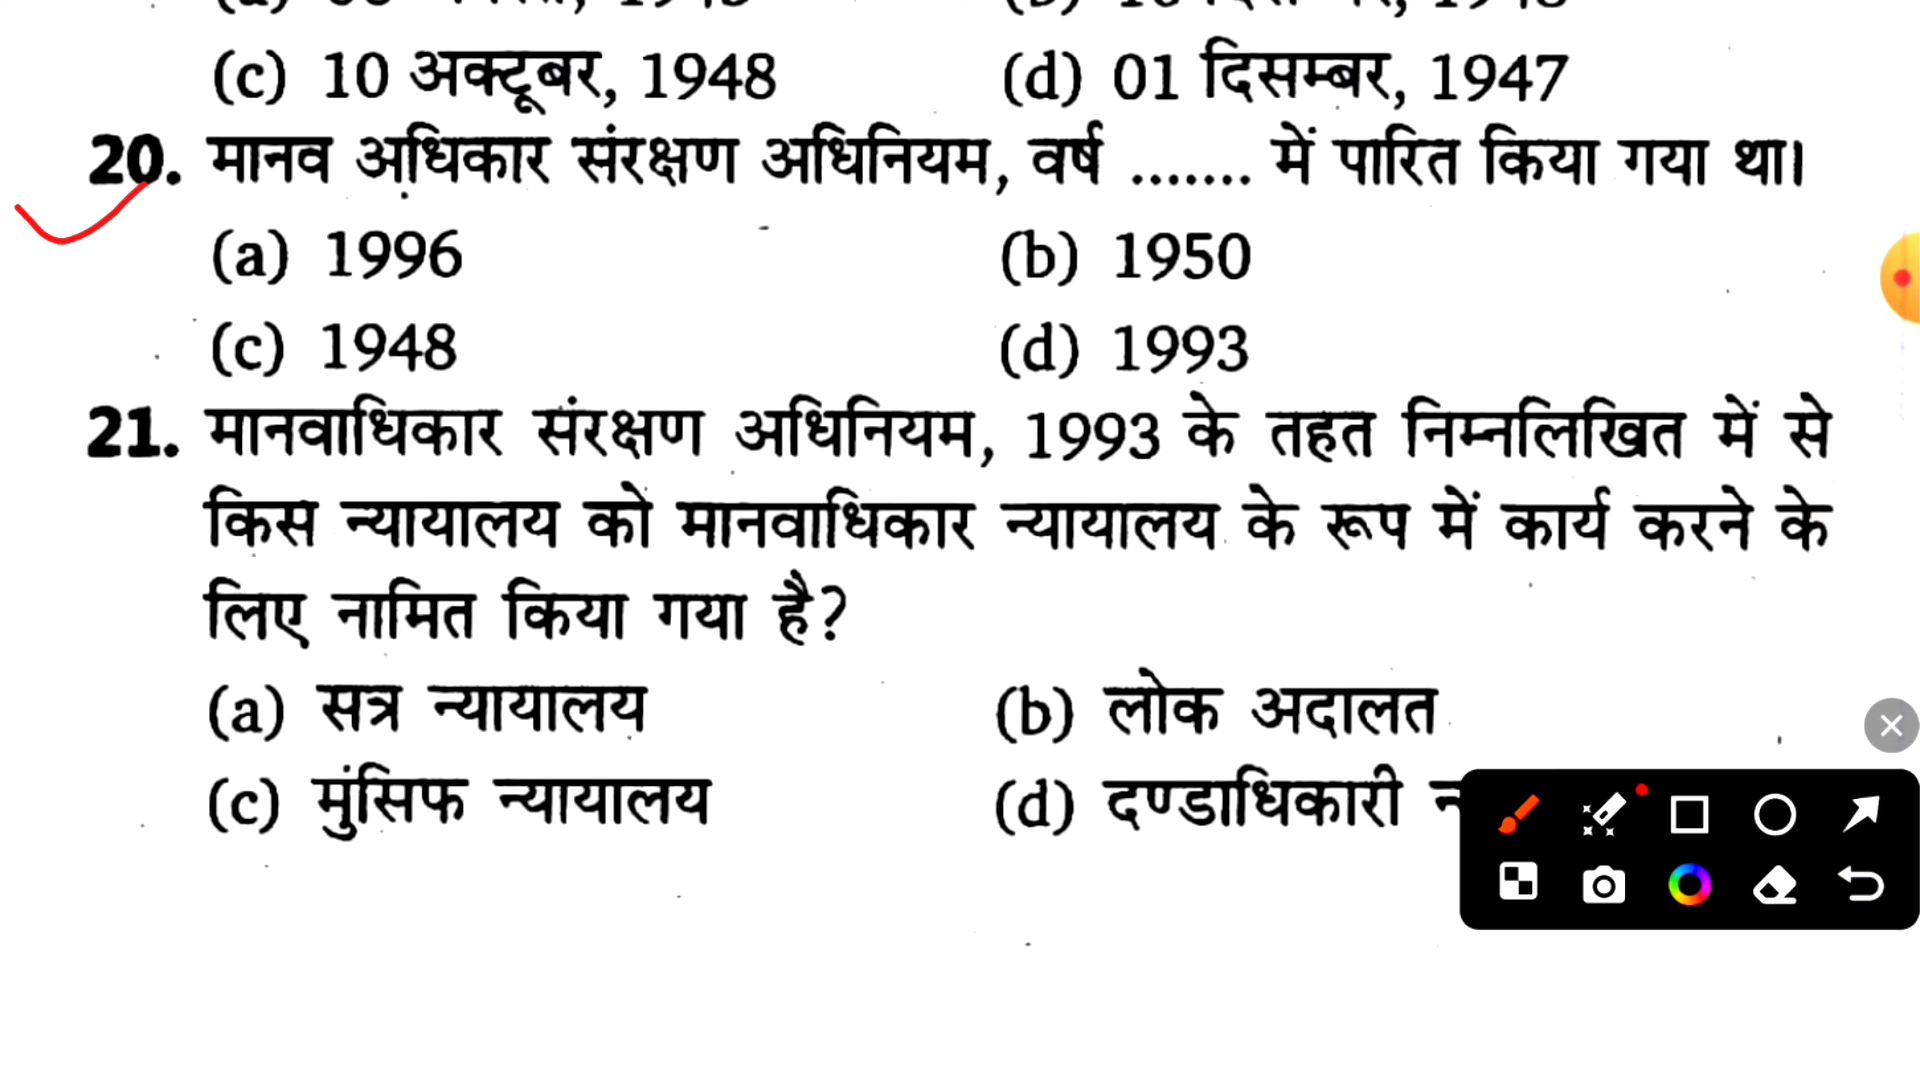 (c) 10 अक्टूबर, 1948 (d) 01 दिसम्बर, 1947
20. मानव अधिकार संरक्षण अधिनियम, वर्ष ....... में पारित किया गया था।
(a) 1996 (b) 1950
(c) 1948 (d) 1993
21. मानवाधिकार संरक्षण अधिनियम, 1993 के तहत निम्नलिखित में से
किस न्यायालय को मानवाधिकार न्यायालय के रूप में कार्य करने के
लिए नामित किया गया है?
(a) सत्र न्यायालय (b) लोक अदालत
(c) मुंसिफ न्यायालय (d) दण्डाधिकारी